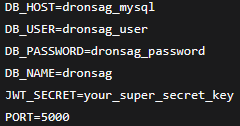 DB_HOST=dronsag_mysql
DB_USER=dronsag_user
DB_PASSWORD=dronsag_password
DB_NAME=dronsag
JWT_SECRET=your_super_secret_key
PORT=5000